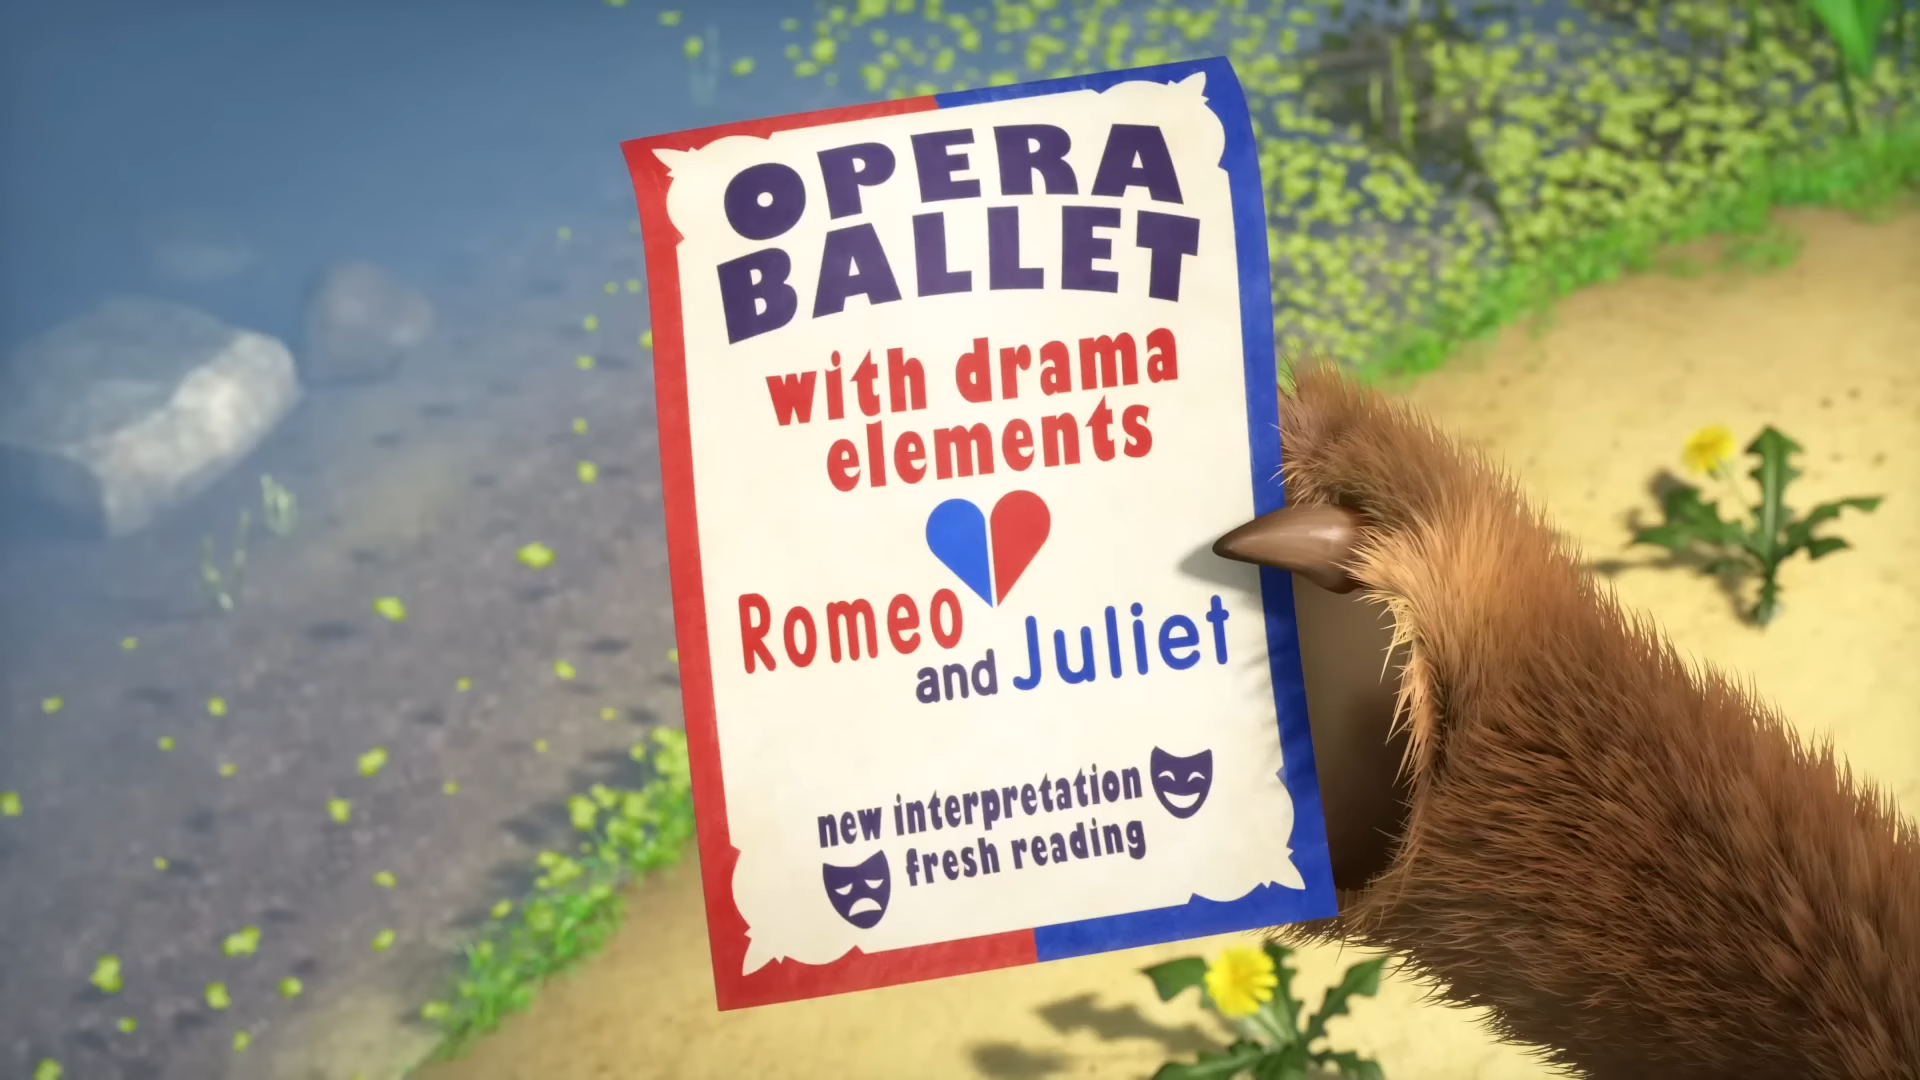 OPERA
BALLET
with drama
elements
Romeo
and Juliet
new interpretation
fresh reading